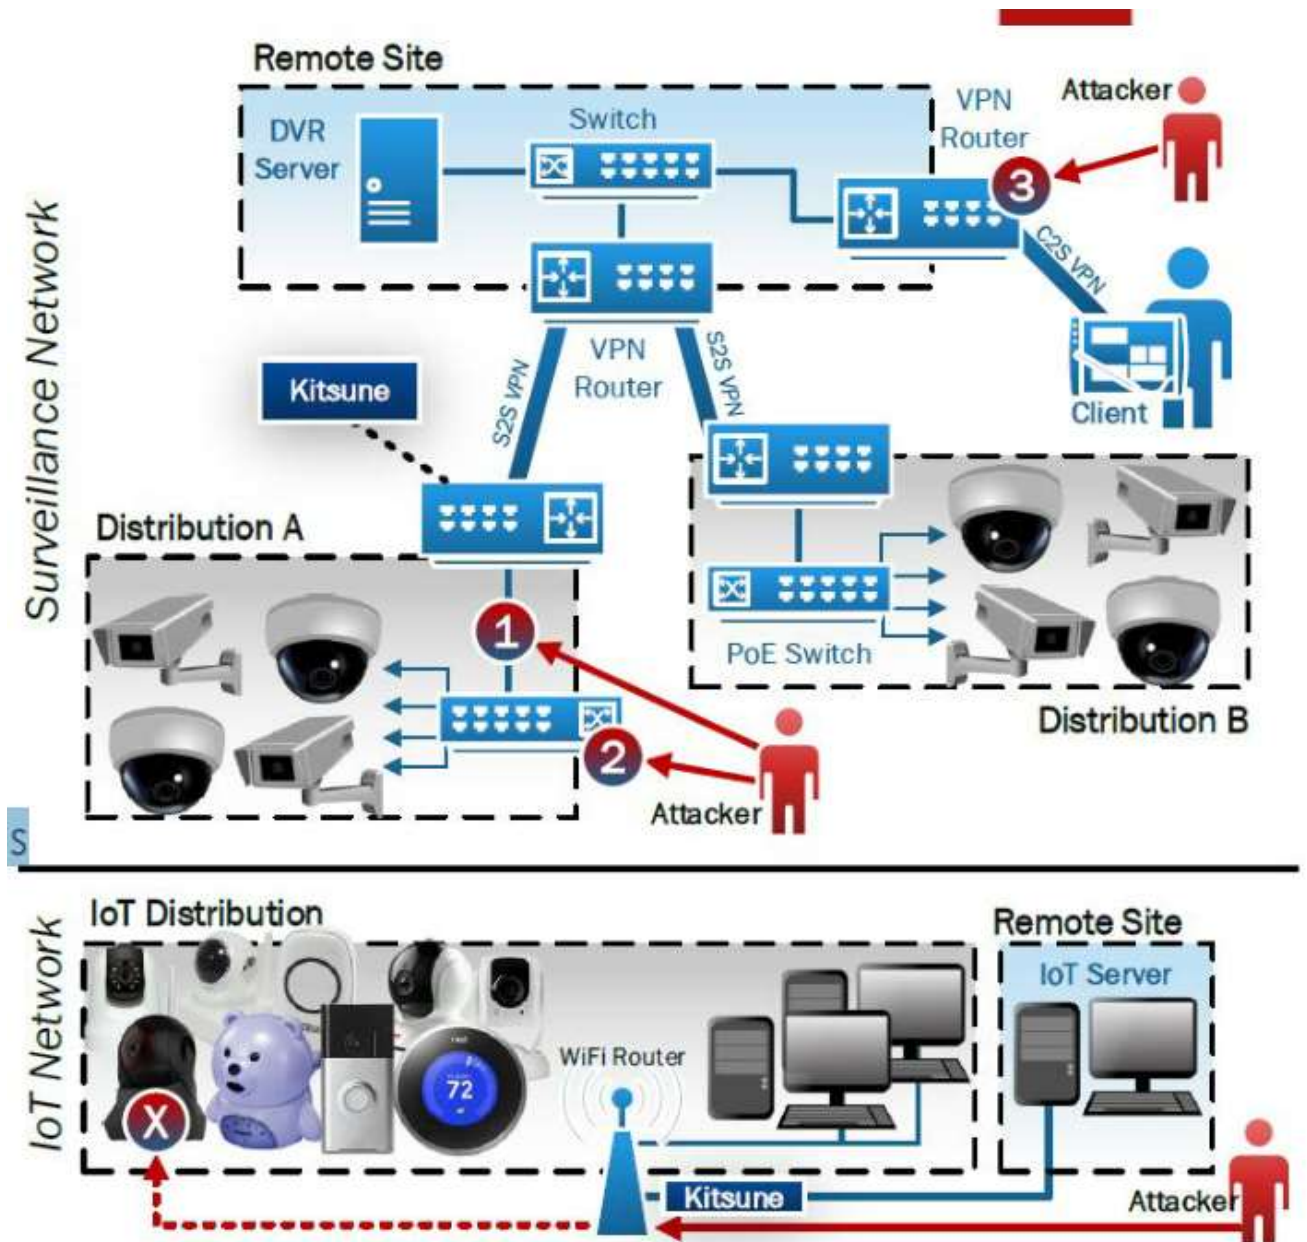 Remote Site
Attacker
VPN
Router
DVR
Server
Switch
3
C2S VPN
Surveillance Network
VPN
Router
S2S VPN
S2S VPN
Kitsune
Client
Distribution A
1
PoE Switch
Distribution B
2
Attacker
S
IoT Distribution
Remote Site
IoT Server
IoT Network
WiFi Router
72
X
Kitsune
Attacker